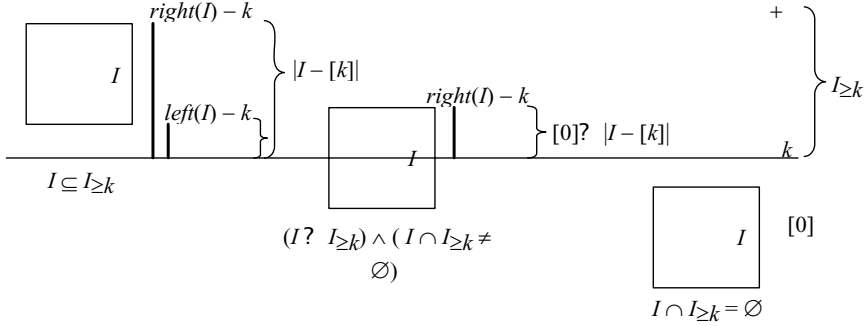 right(I) – k
+
I
|I – [k]|
I≥k
left(I) – k
right(I) – k
[0]? |I – [k]|
k
I
I ⊆ I≥k
I
[0]
(I ? I≥k) ∧ ( I ∩ I≥k ≠
∅)
I ∩ I≥k = ∅